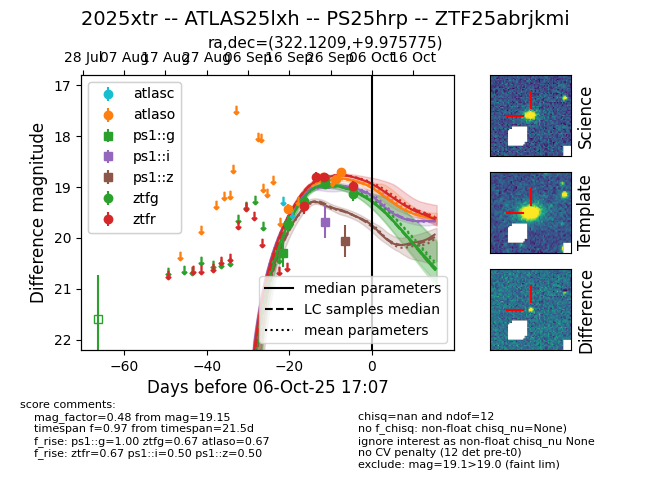 2025xtr -- ATLAS25lxh -- PS25hrp -- ZTF25abrjkmi
ra,dec=(322.1209,+9.975775)
28 Jul 07 Aug 17 Aug 27 Aug 06 Sep 16 Sep 26 Sep 06 Oct 16 Oct
17
18
19
20
21
22
Difference magnitude
atlasc
atlaso
ps1::g
ps1::i
ps1::z
ztfg
ztfr
median parameters
LC samples median
mean parameters
−60 −40 −20 0
Days before 06-Oct-25 17:07
Science
Template
Difference
score comments:
mag_factor=0.48 from mag=19.15
timespan f=0.97 from timespan=21.5d
f_rise: ps1::g=1.00 ztfg=0.67 atlaso=0.67
f_rise: ztfr=0.67 ps1::i=0.50 ps1::z=0.50
chisq=nan and ndof=12
no f_chisq: non-float chisq_nu=None)
ignore interest as non-float chisq_nu None
no CV penalty (12 det pre-t0)
exclude: mag=19.1>19.0 (faint lim)